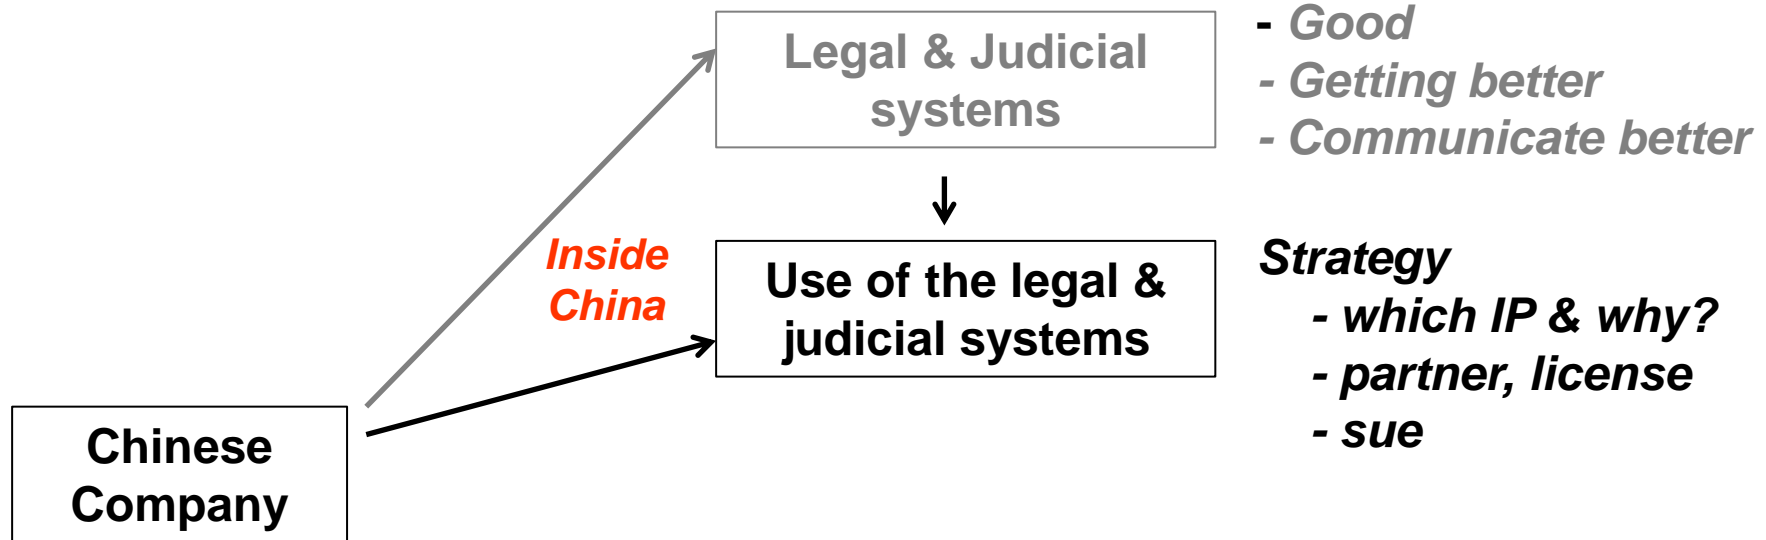 Legal & Judicial
systems
- Good
- Getting better
- Communicate better
Inside
China
Use of the legal &
judicial systems
Strategy
- which IP & why?
- partner, license
- sue
Chinese
Company